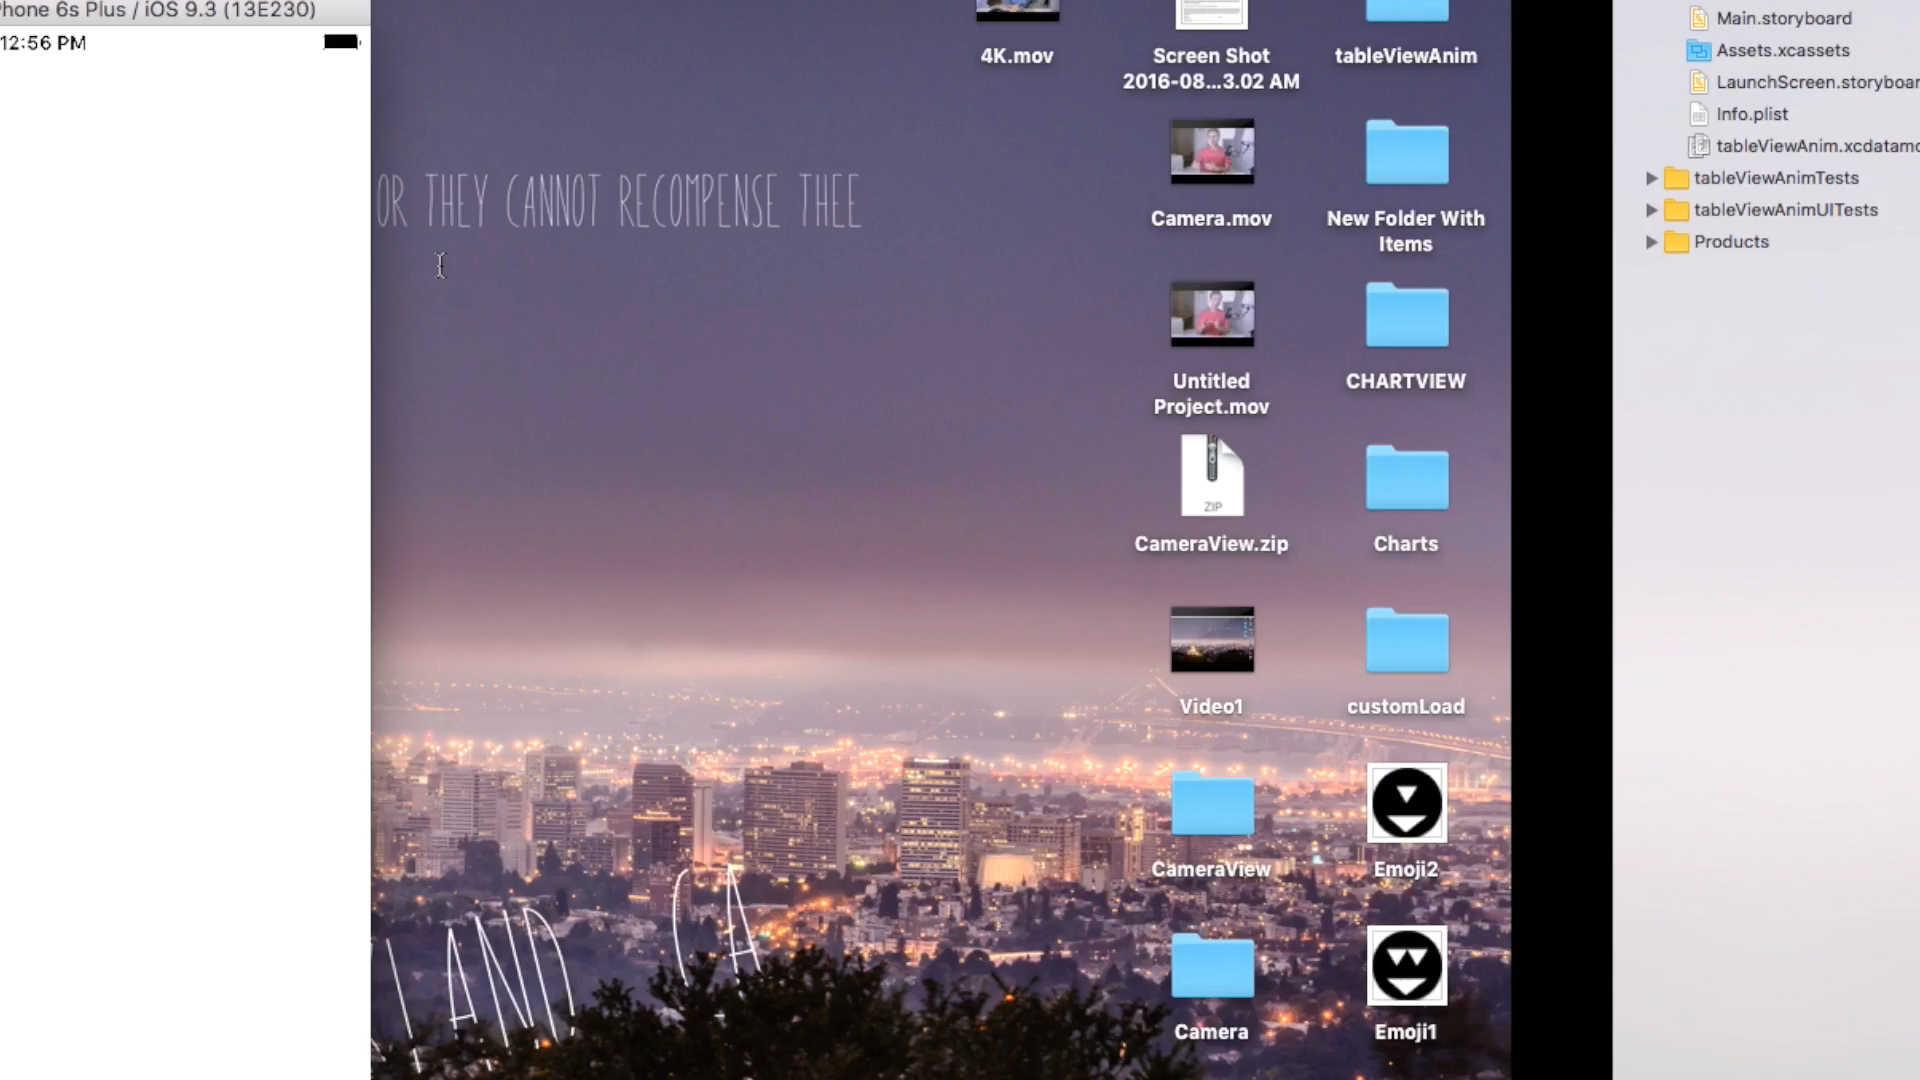 hone 6s Plus / iOS 9.3 (13E230)
12:56 PM
OR THEY CANNOT RECOMPENSE THEE
LAND, CA
4K.mov
Screen Shot
2016-08...3.02 AM
tableViewAnim
Camera.mov
New Folder With
Items
Untitled
Project.mov
CHARTVIEW
ZIP
CameraView.zip
Charts
Video1
customLoad
CameraView
Emoji2
Camera
Emoji1
Main.storyboard
Assets.xcassets
LaunchScreen.storyboar
Info.plist
tableViewAnim.xcdatamo
tableViewAnimTests
tableViewAnimUITests
Products